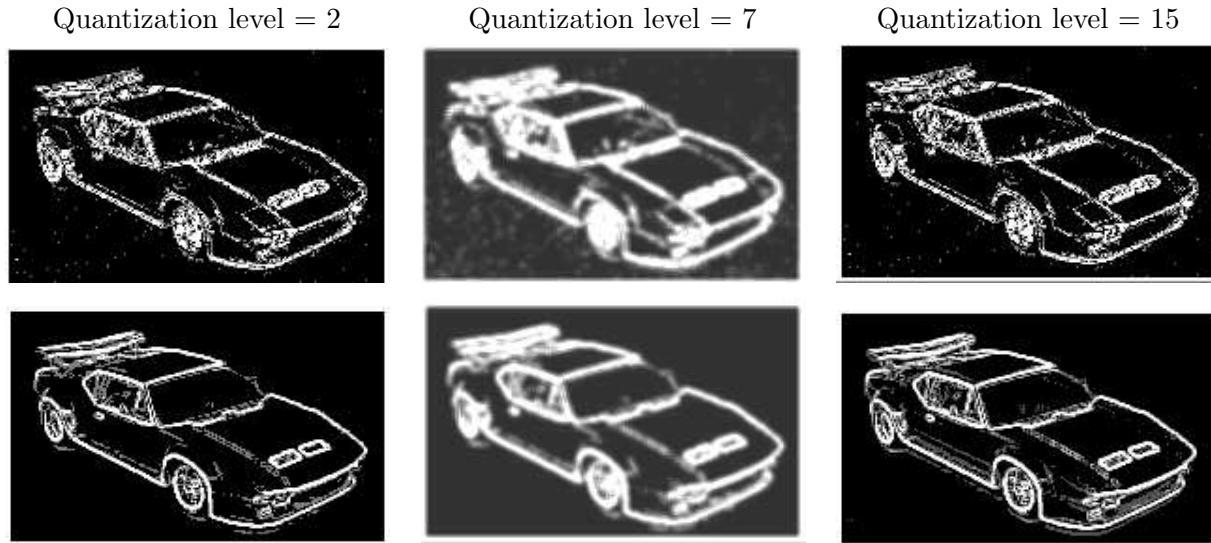 Quantization level = 2
Quantization level = 7
Quantization level = 15